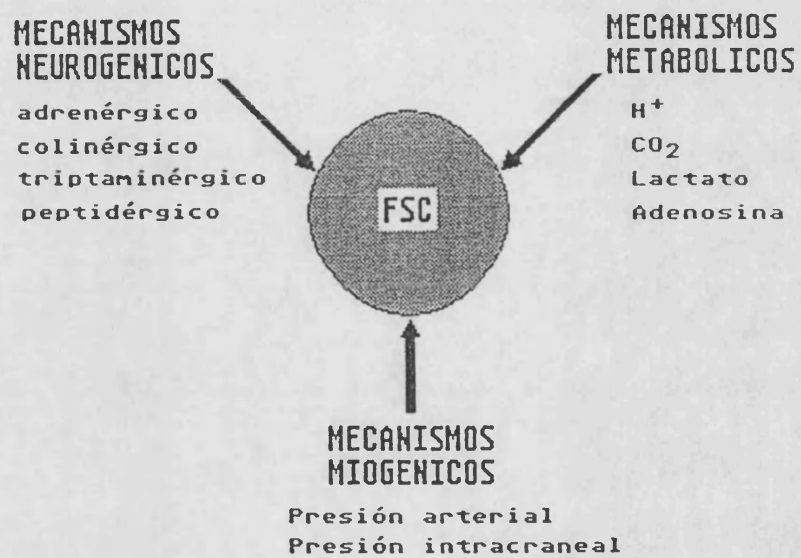 MECANISMOS
NEUROGENICOS
adrenérgico
colinérgico
triptaminérgico
peptidérgico
MECANISMOS
METABOLICOS
H⁺
CO₂
Lactato
Adenosina
FSC
MECANISMOS
MIOGENICOS
Presión arterial
Presión intracraneal